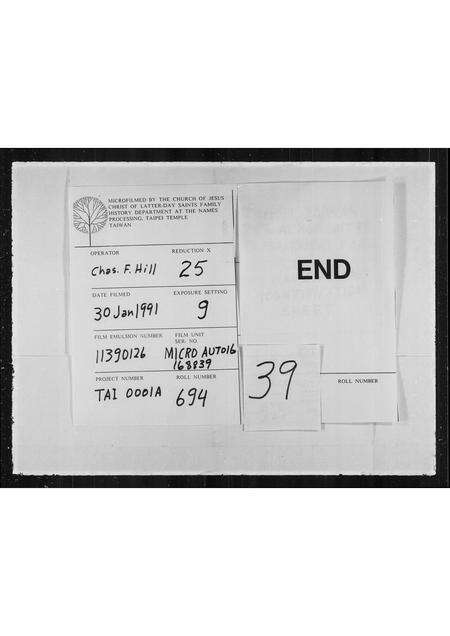 MICROFILMED BY THE CHURCH OF JESUS
CHRIST OF LATTER-DAY SAINTS FAMILY
HISTORY DEPARTMENT AT THE NAMES
PROCESSING, TAIPEI TEMPLE
TAIWAN
OPERATOR REDUCTION X
Chas. F. Hill 25
DATE FILMED EXPOSURE SETTING
30 Jan 1991 9
FILM EMULSION NUMBER FILM UNIT
SER. NO.
11390126 MICRO AUTO16
168839
PROJECT NUMBER ROLL NUMBER
TAI 0001A 694
END
39
ROLL NUMBER